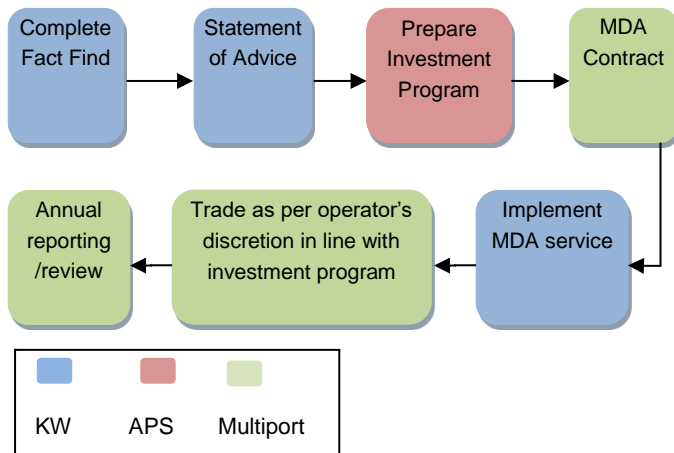 Complete
Fact Find
Statement
of Advice
Prepare
Investment
Program
MDA
Contract
Annual
reporting
/review
Trade as per operator's
discretion in line with
investment program
Implement
MDA service
KW
APS
Multiport